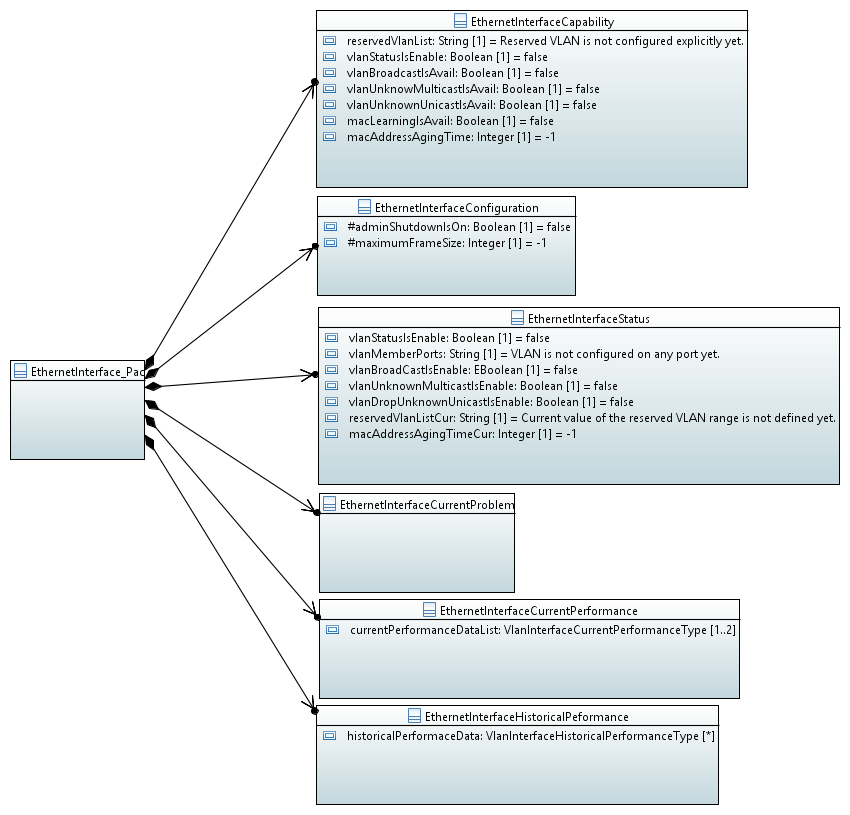 EthernetInterfaceCapability
reservedVlanList: String [1] = Reserved VLAN is not configured explicitly yet.
vlanStatusIsEnable: Boolean [1] = false
vlanBroadcastIsAvail: Boolean [1] = false
vlanUnknowMulticastIsAvail: Boolean [1] = false
vlanUnknownUnicastIsAvail: Boolean [1] = false
macLearningIsAvail: Boolean [1] = false
macAddressAgingTime: Integer [1] = -1
EthernetInterfaceConfiguration
#adminShutdownIsOn: Boolean [1] = false
#maximumFrameSize: Integer [1] = -1
EthernetInterfaceStatus
vlanStatusIsEnable: Boolean [1] = false
vlanMemberPorts: String [1] = VLAN is not configured on any port yet.
vlanBroadCastIsEnable: EBoolean [1] = false
vlanUnknownMulticastIsEnable: Boolean [1] = false
vlanDropUnknownUnicastIsEnable: Boolean [1] = false
reservedVlanListCur: String [1] = Current value of the reserved VLAN range is not defined yet.
macAddressAgingTimeCur: Integer [1] = -1
EthernetInterface_Pac
EthernetInterfaceCurrentProblem
EthernetInterfaceCurrentPerformance
currentPerformanceDataList: VlanInterfaceCurrentPerformanceType [1..2]
EthernetInterfaceHistoricalPeformance
historicalPerformaceData: VlanInterfaceHistoricalPerformanceType [*]